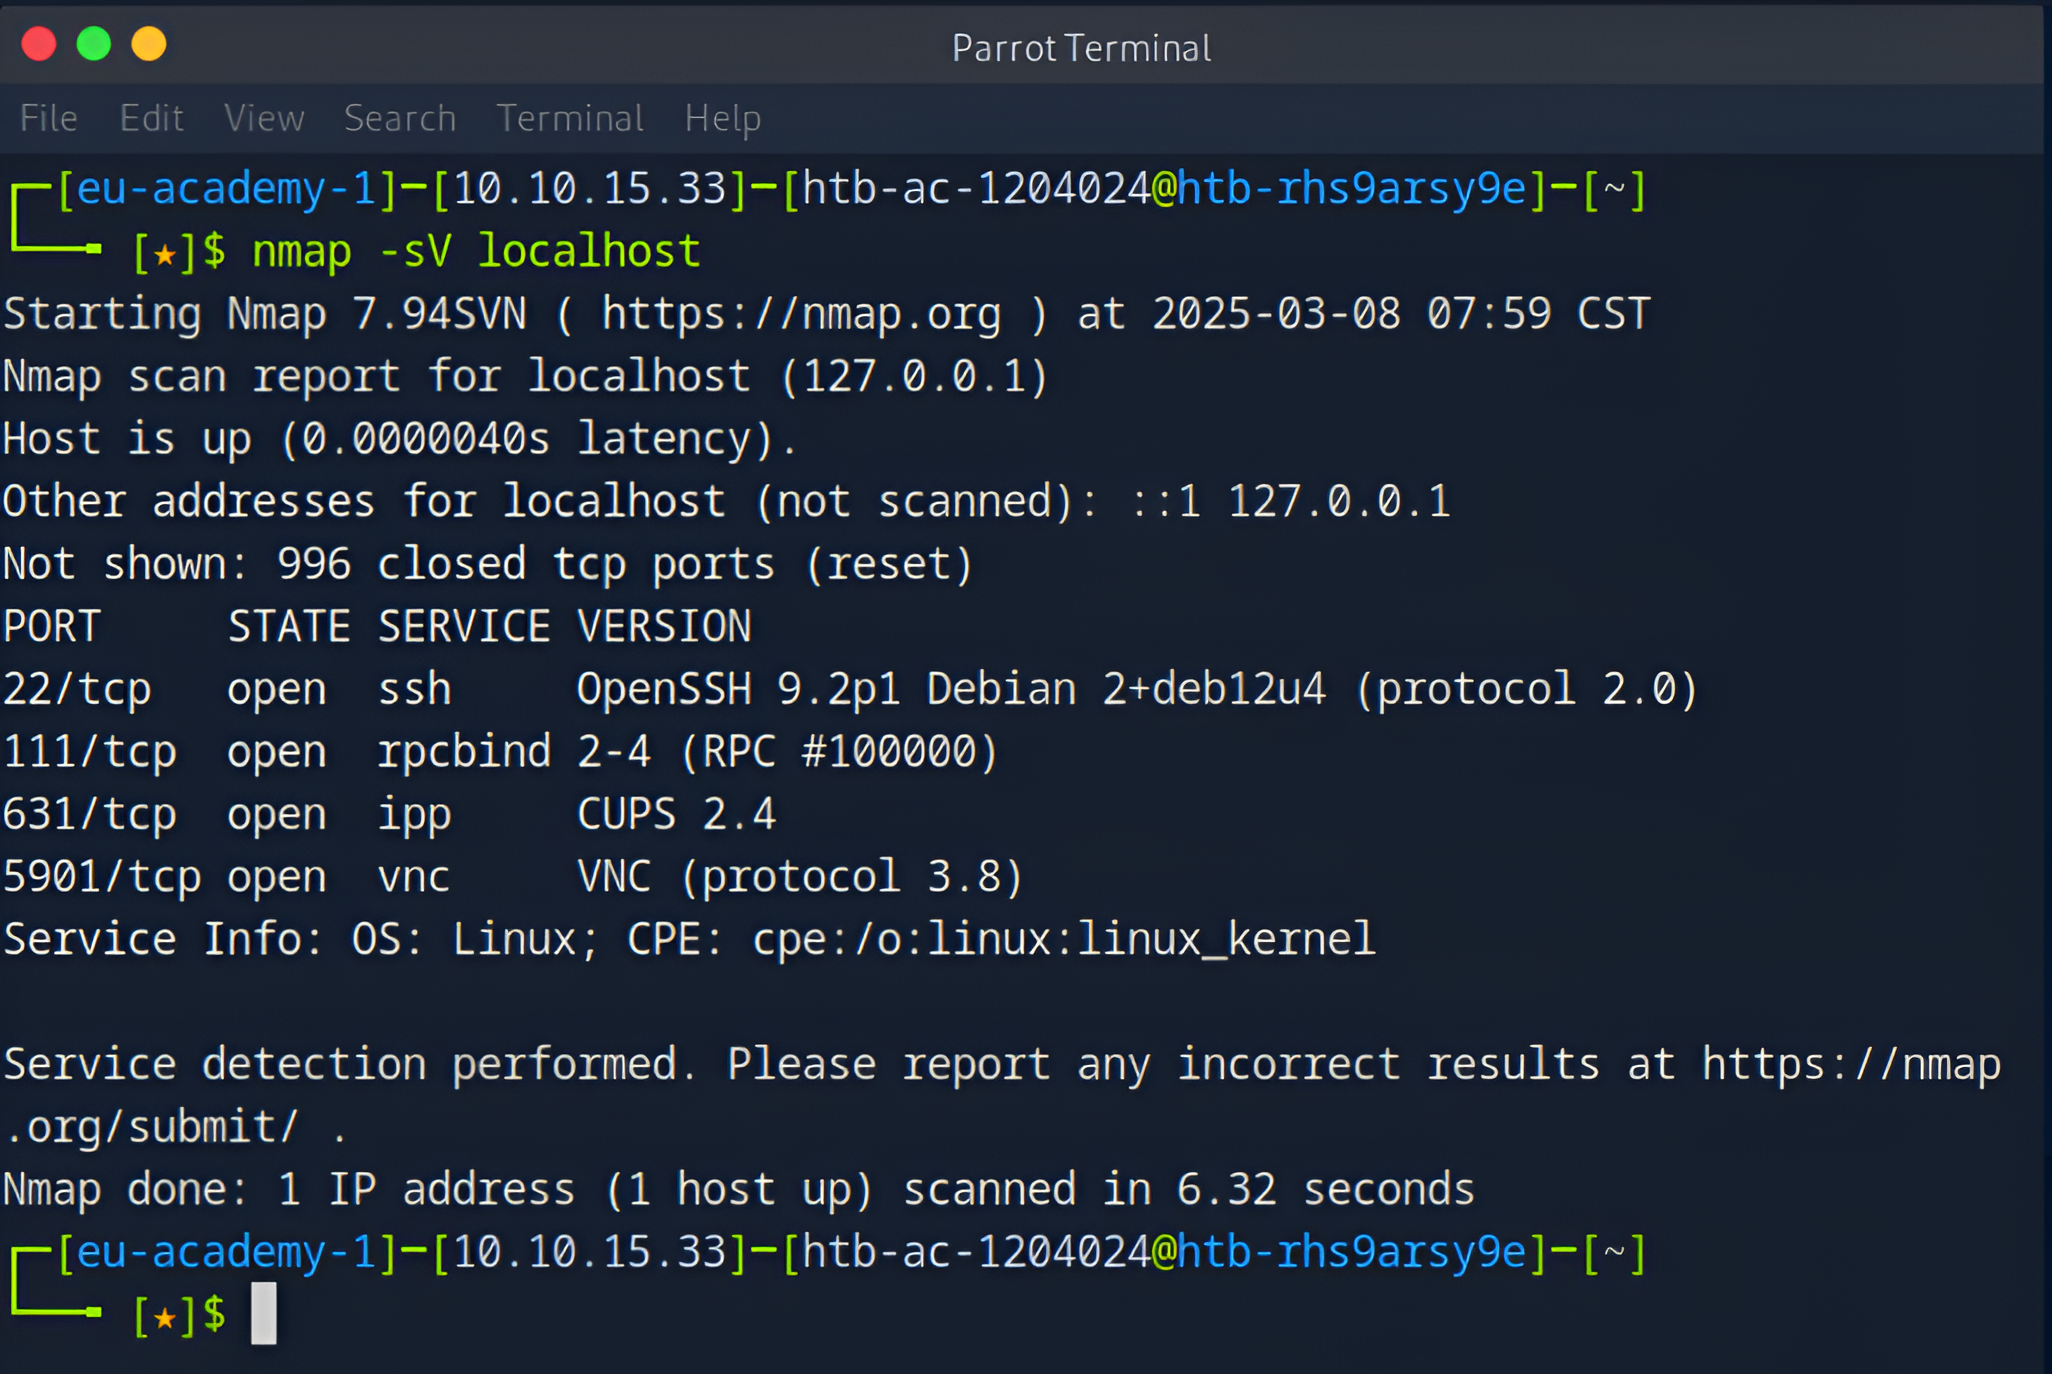 Parrot Terminal
File Edit View Search Terminal Help
┌─[eu-academy-1]─[10.10.15.33]─[htb-ac-1204024@htb-rhs9arsy9e]─[~]
└──╼ [★]$ nmap -sV localhost
Starting Nmap 7.94SVN ( https://nmap.org ) at 2025-03-08 07:59 CST
Nmap scan report for localhost (127.0.0.1)
Host is up (0.0000040s latency).
Other addresses for localhost (not scanned): ::1 127.0.0.1
Not shown: 996 closed tcp ports (reset)
PORT     STATE SERVICE VERSION
22/tcp   open  ssh     OpenSSH 9.2p1 Debian 2+deb12u4 (protocol 2.0)
111/tcp  open  rpcbind 2-4 (RPC #100000)
631/tcp  open  ipp     CUPS 2.4
5901/tcp open  vnc     VNC (protocol 3.8)
Service Info: OS: Linux; CPE: cpe:/o:linux:linux_kernel
Service detection performed. Please report any incorrect results at https://nmap
.org/submit/ .
Nmap done: 1 IP address (1 host up) scanned in 6.32 seconds
┌─[eu-academy-1]─[10.10.15.33]─[htb-ac-1204024@htb-rhs9arsy9e]─[~]
└──╼ [★]$